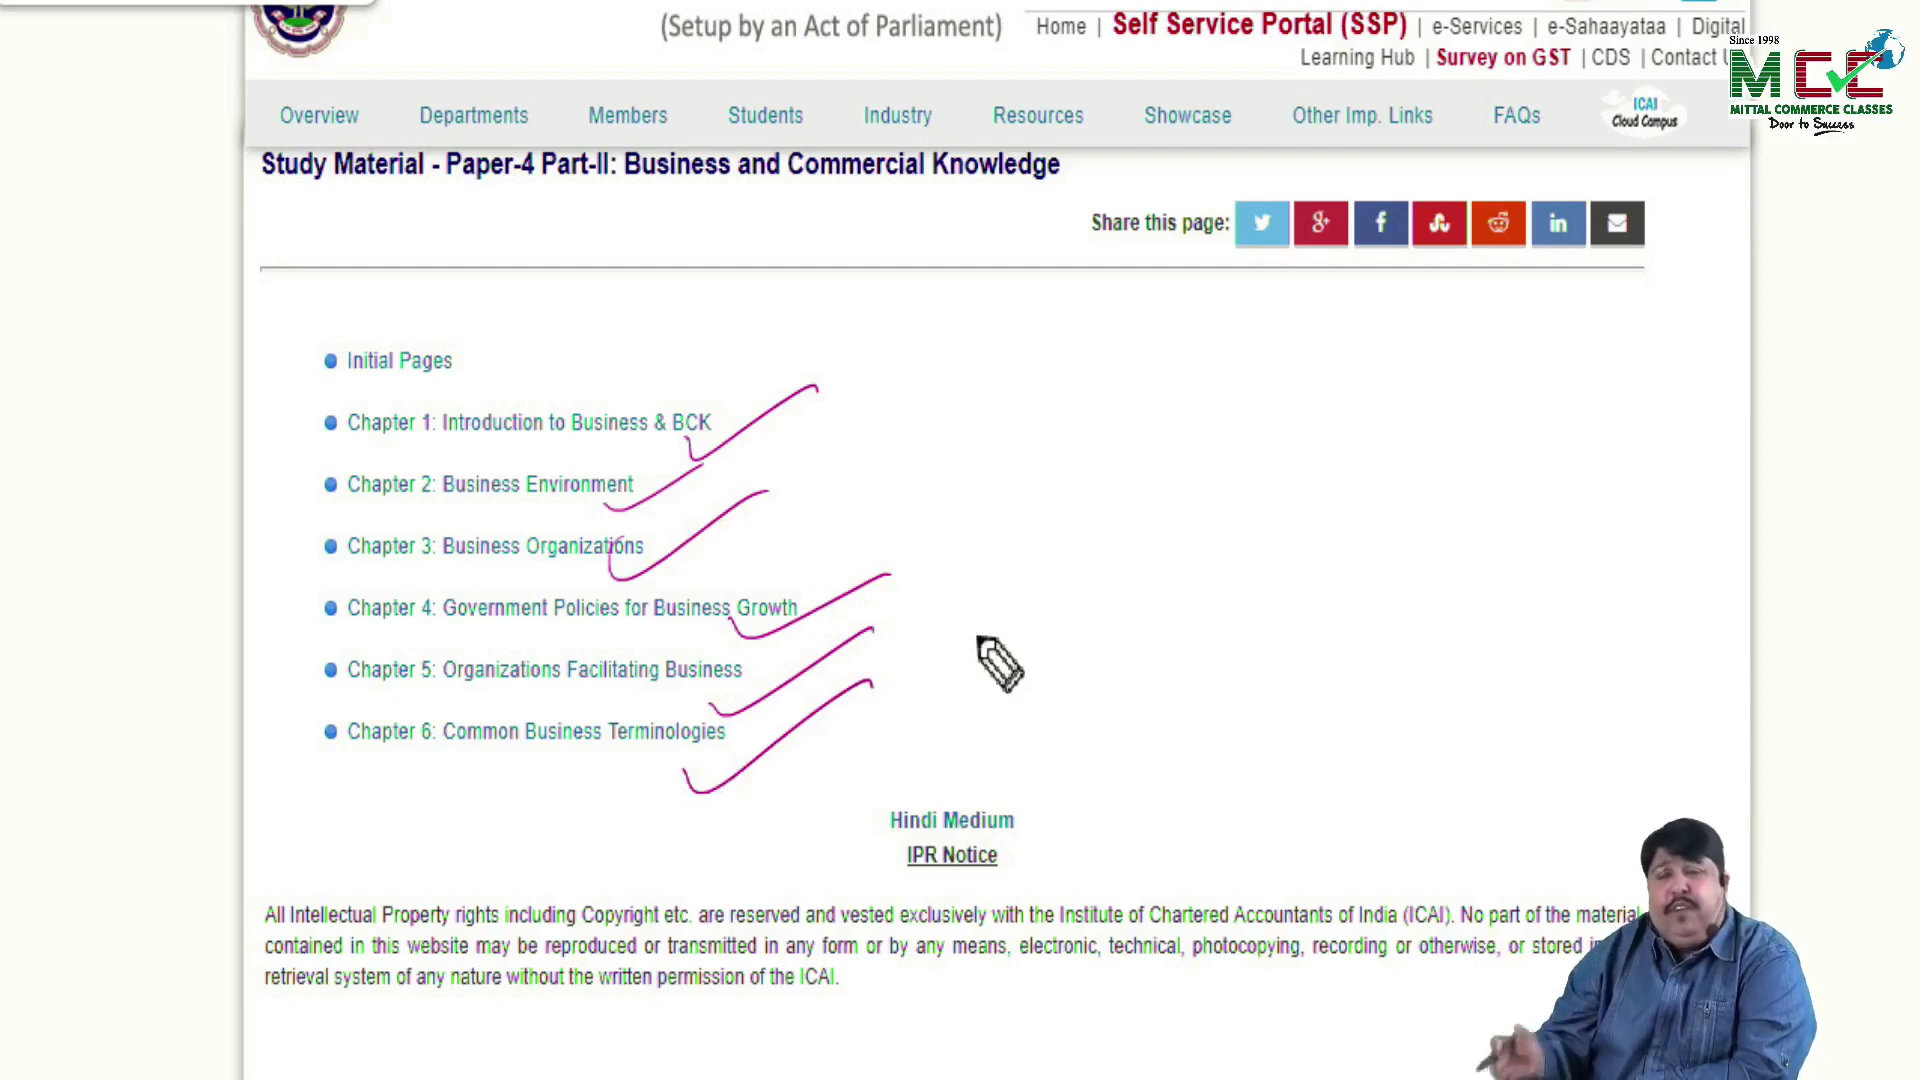 (Setup by an Act of Parliament)
Home | Self Service Portal (SSP) | e-Services | e-Sahaayataa | Digital
Learning Hub | Survey on GST | CDS | Contact
Since 1998
MCC
MITTAL COMMERCE CLASSES
Door to Success
Overview Departments Members Students Industry Resources Showcase Other Imp. Links FAQs ICAI Cloud Campus
Study Material - Paper-4 Part-II: Business and Commercial Knowledge
Share this page:
Initial Pages
Chapter 1: Introduction to Business & BCK
Chapter 2: Business Environment
Chapter 3: Business Organizations
Chapter 4: Government Policies for Business Growth
Chapter 5: Organizations Facilitating Business
Chapter 6: Common Business Terminologies
Hindi Medium
IPR Notice
All Intellectual Property rights including Copyright etc. are reserved and vested exclusively with the Institute of Chartered Accountants of India (ICAI). No part of the material
contained in this website may be reproduced or transmitted in any form or by any means, electronic, technical, photocopying, recording or otherwise, or stored
retrieval system of any nature without the written permission of the ICAI.